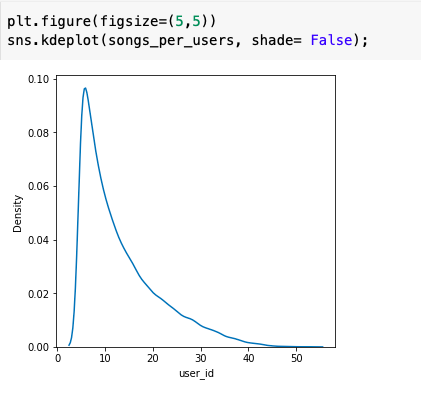 plt.figure(figsize=(5,5))
sns.kdeplot(songs_per_users, shade= False);
0.10
0.08
0.06
0.04
0.02
0.00
Density
0 10 20 30 40 50
user_id